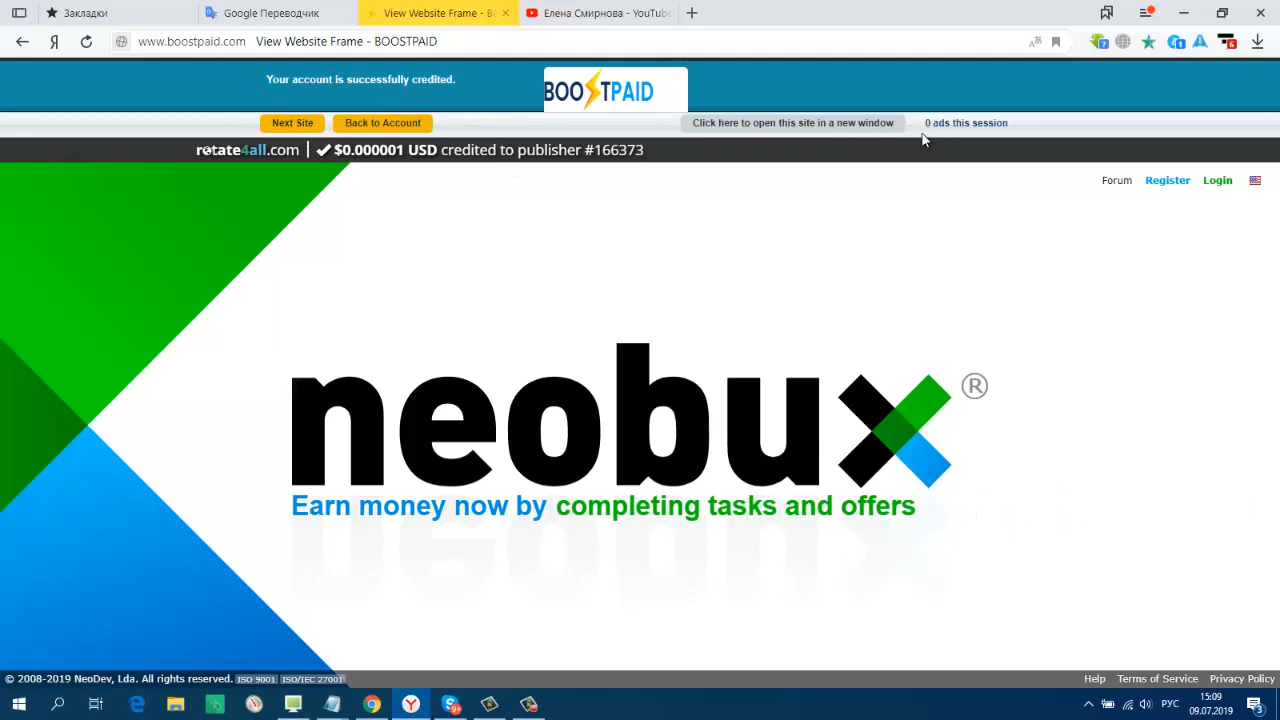 Закладки
Google Переводчик
View Website Frame - BO
Елена Смирнова - YouTube
www.boostpaid.com View Website Frame - BOOSTPAID
Your account is successfully credited.
BOOSTPAID
Next Site
Back to Account
Click here to open this site in a new window
0 ads this session
rotate4all.com | ✔ $0.000001 USD credited to publisher #166373
Forum Register Login
neobux®
Earn money now by completing tasks and offers
© 2008-2019 NeoDev, Lda. All rights reserved. ISO 9001 ISO/IEC 27001
Help Terms of Service Privacy Policy
РУС
15:09
09.07.2019